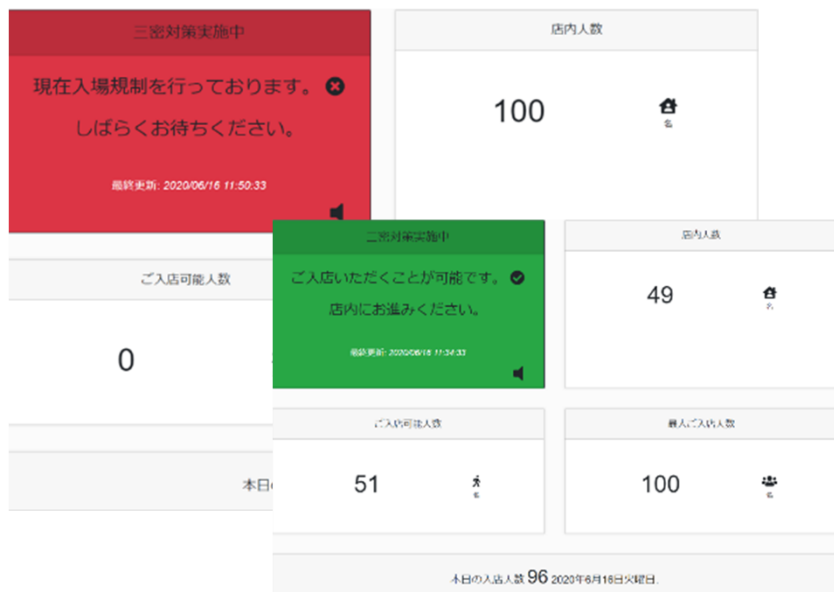 三密対策実施中
現在入場規制を行っております。
しばらくお待ちください。
最終更新: 2020/06/16 11:50:33
店内人数
100
名
ご入店可能人数
0
本日
三密対策実施中
ご入店いただくことが可能です。
店内にお進みください。
最終更新: 2020/06/16 11:34:33
店内人数
49
名
ご入店可能人数
51
名
最大ご入店人数
100
名
本日の入店人数 96 2020年6月16日火曜日.